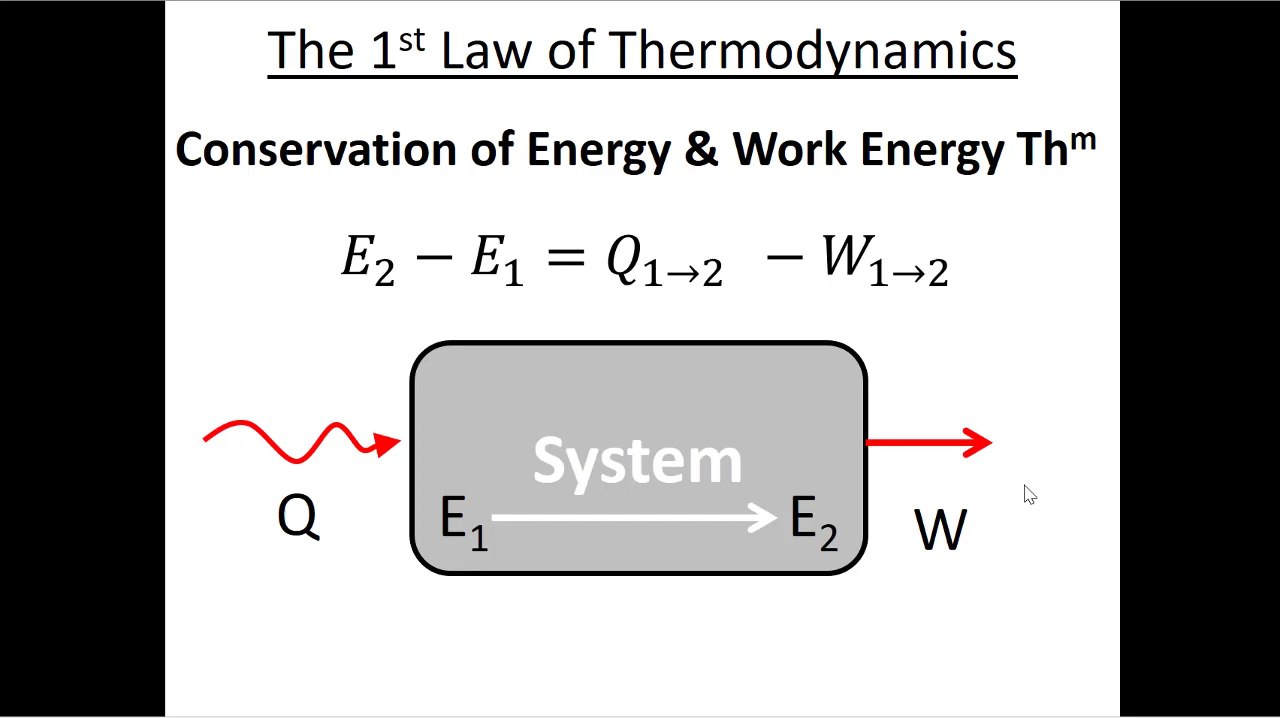 The 1st Law of Thermodynamics
Conservation of Energy & Work Energy Thm
E2 − E1 = Q1→2 − W1→2
System
Q
E1
E2
W